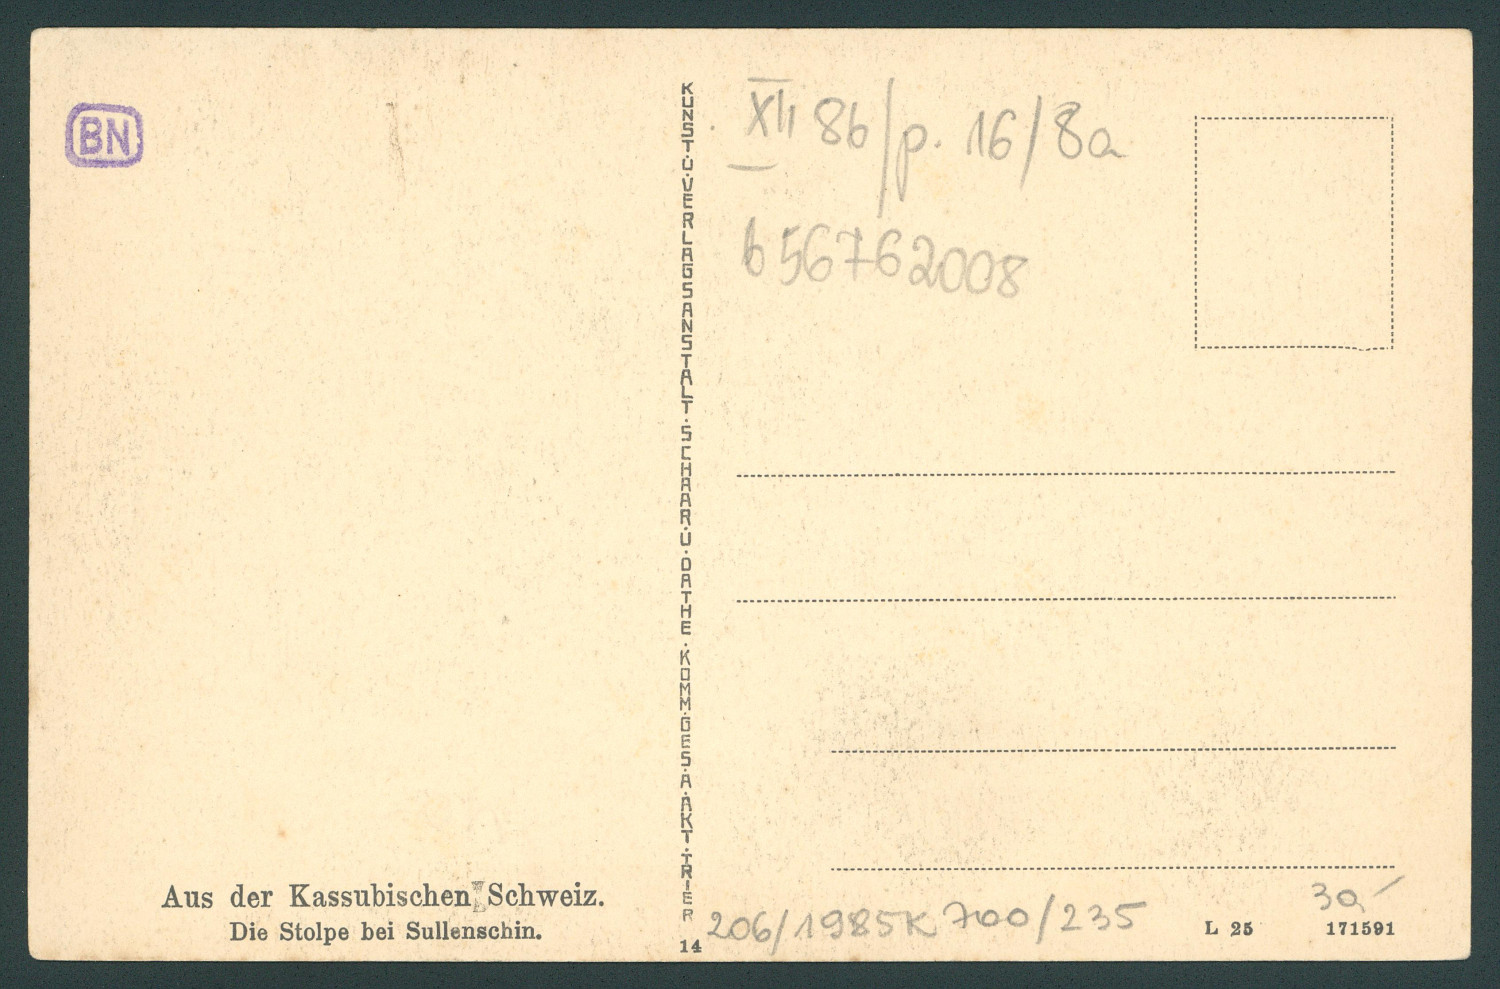 BN
XII 8b/p. 16/8a
b 56762008
KUNST.U.VERLAGSANSTALT.SCHAAR.U.DATHE.KOMM.GES.A.AKT.TRIER
14
Aus der Kassubischen Schweiz.
Die Stolpe bei Sullenschin.
206/1985K 700/235
30,-
L 25
171591